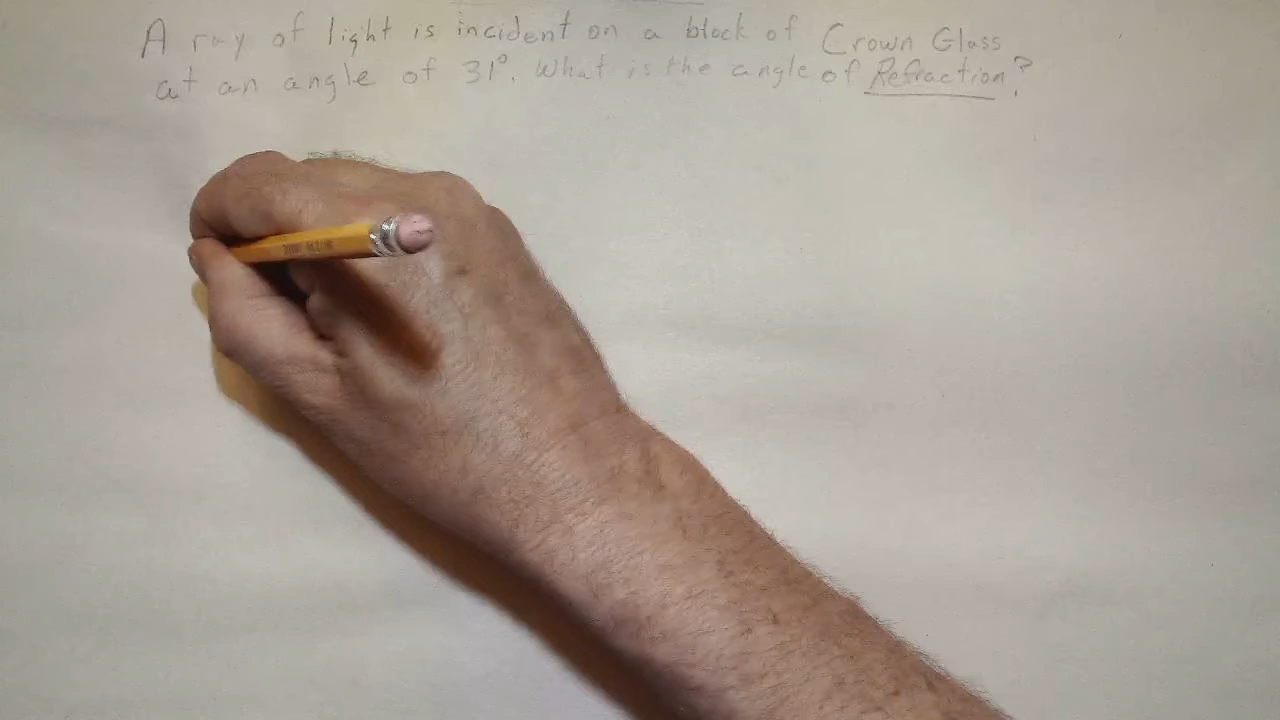 A ray of light is incident on a block of Crown Glass
at an angle of 31°. What is the angle of Refraction?